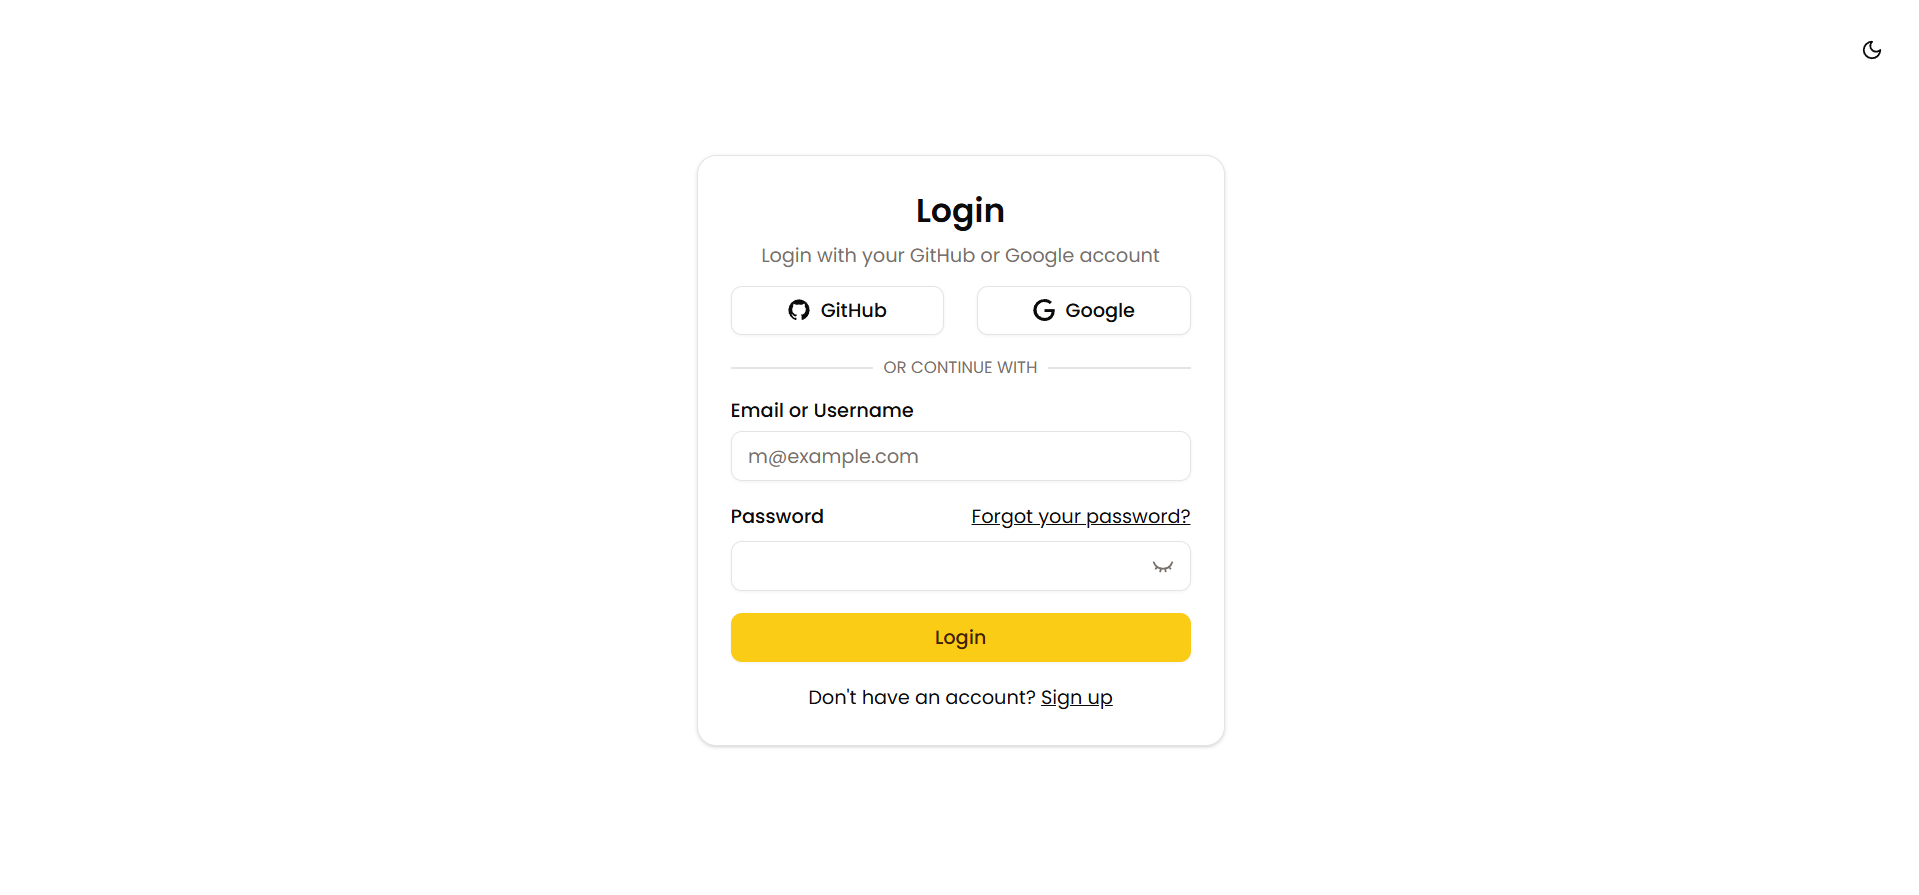 Login
Login with your GitHub or Google account
GitHub Google
OR CONTINUE WITH
Email or Username
m@example.com
Password Forgot your password?
Login
Don't have an account? Sign up